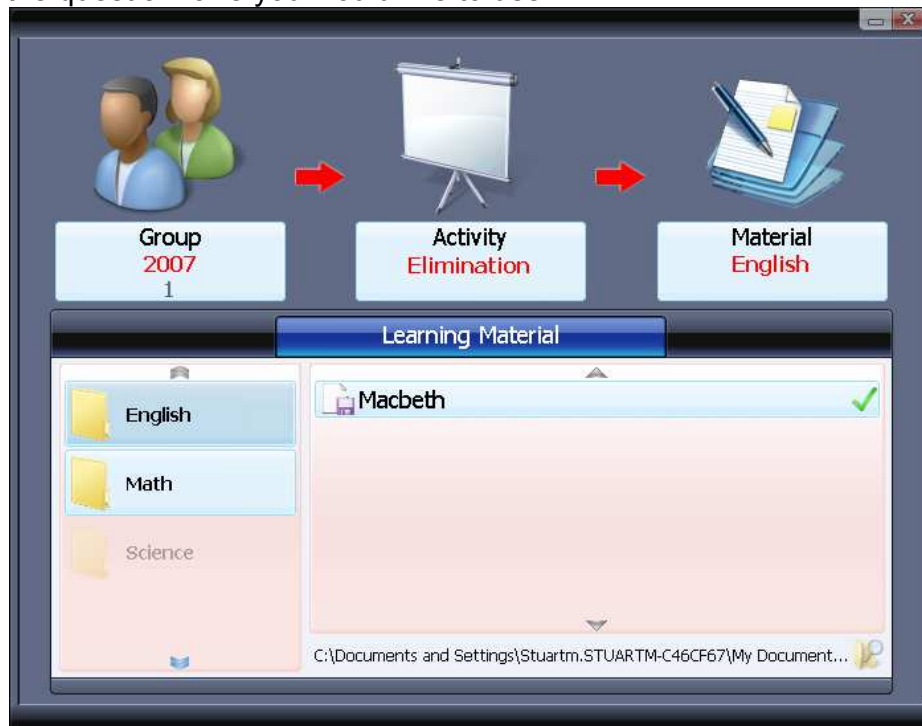 Group
2007
1
Activity
Elimination
Material
English
Learning Material
English
Math
Science
Macbeth
C:\Documents and Settings\Stuartm.STUARTM-C46CF67\My Document...